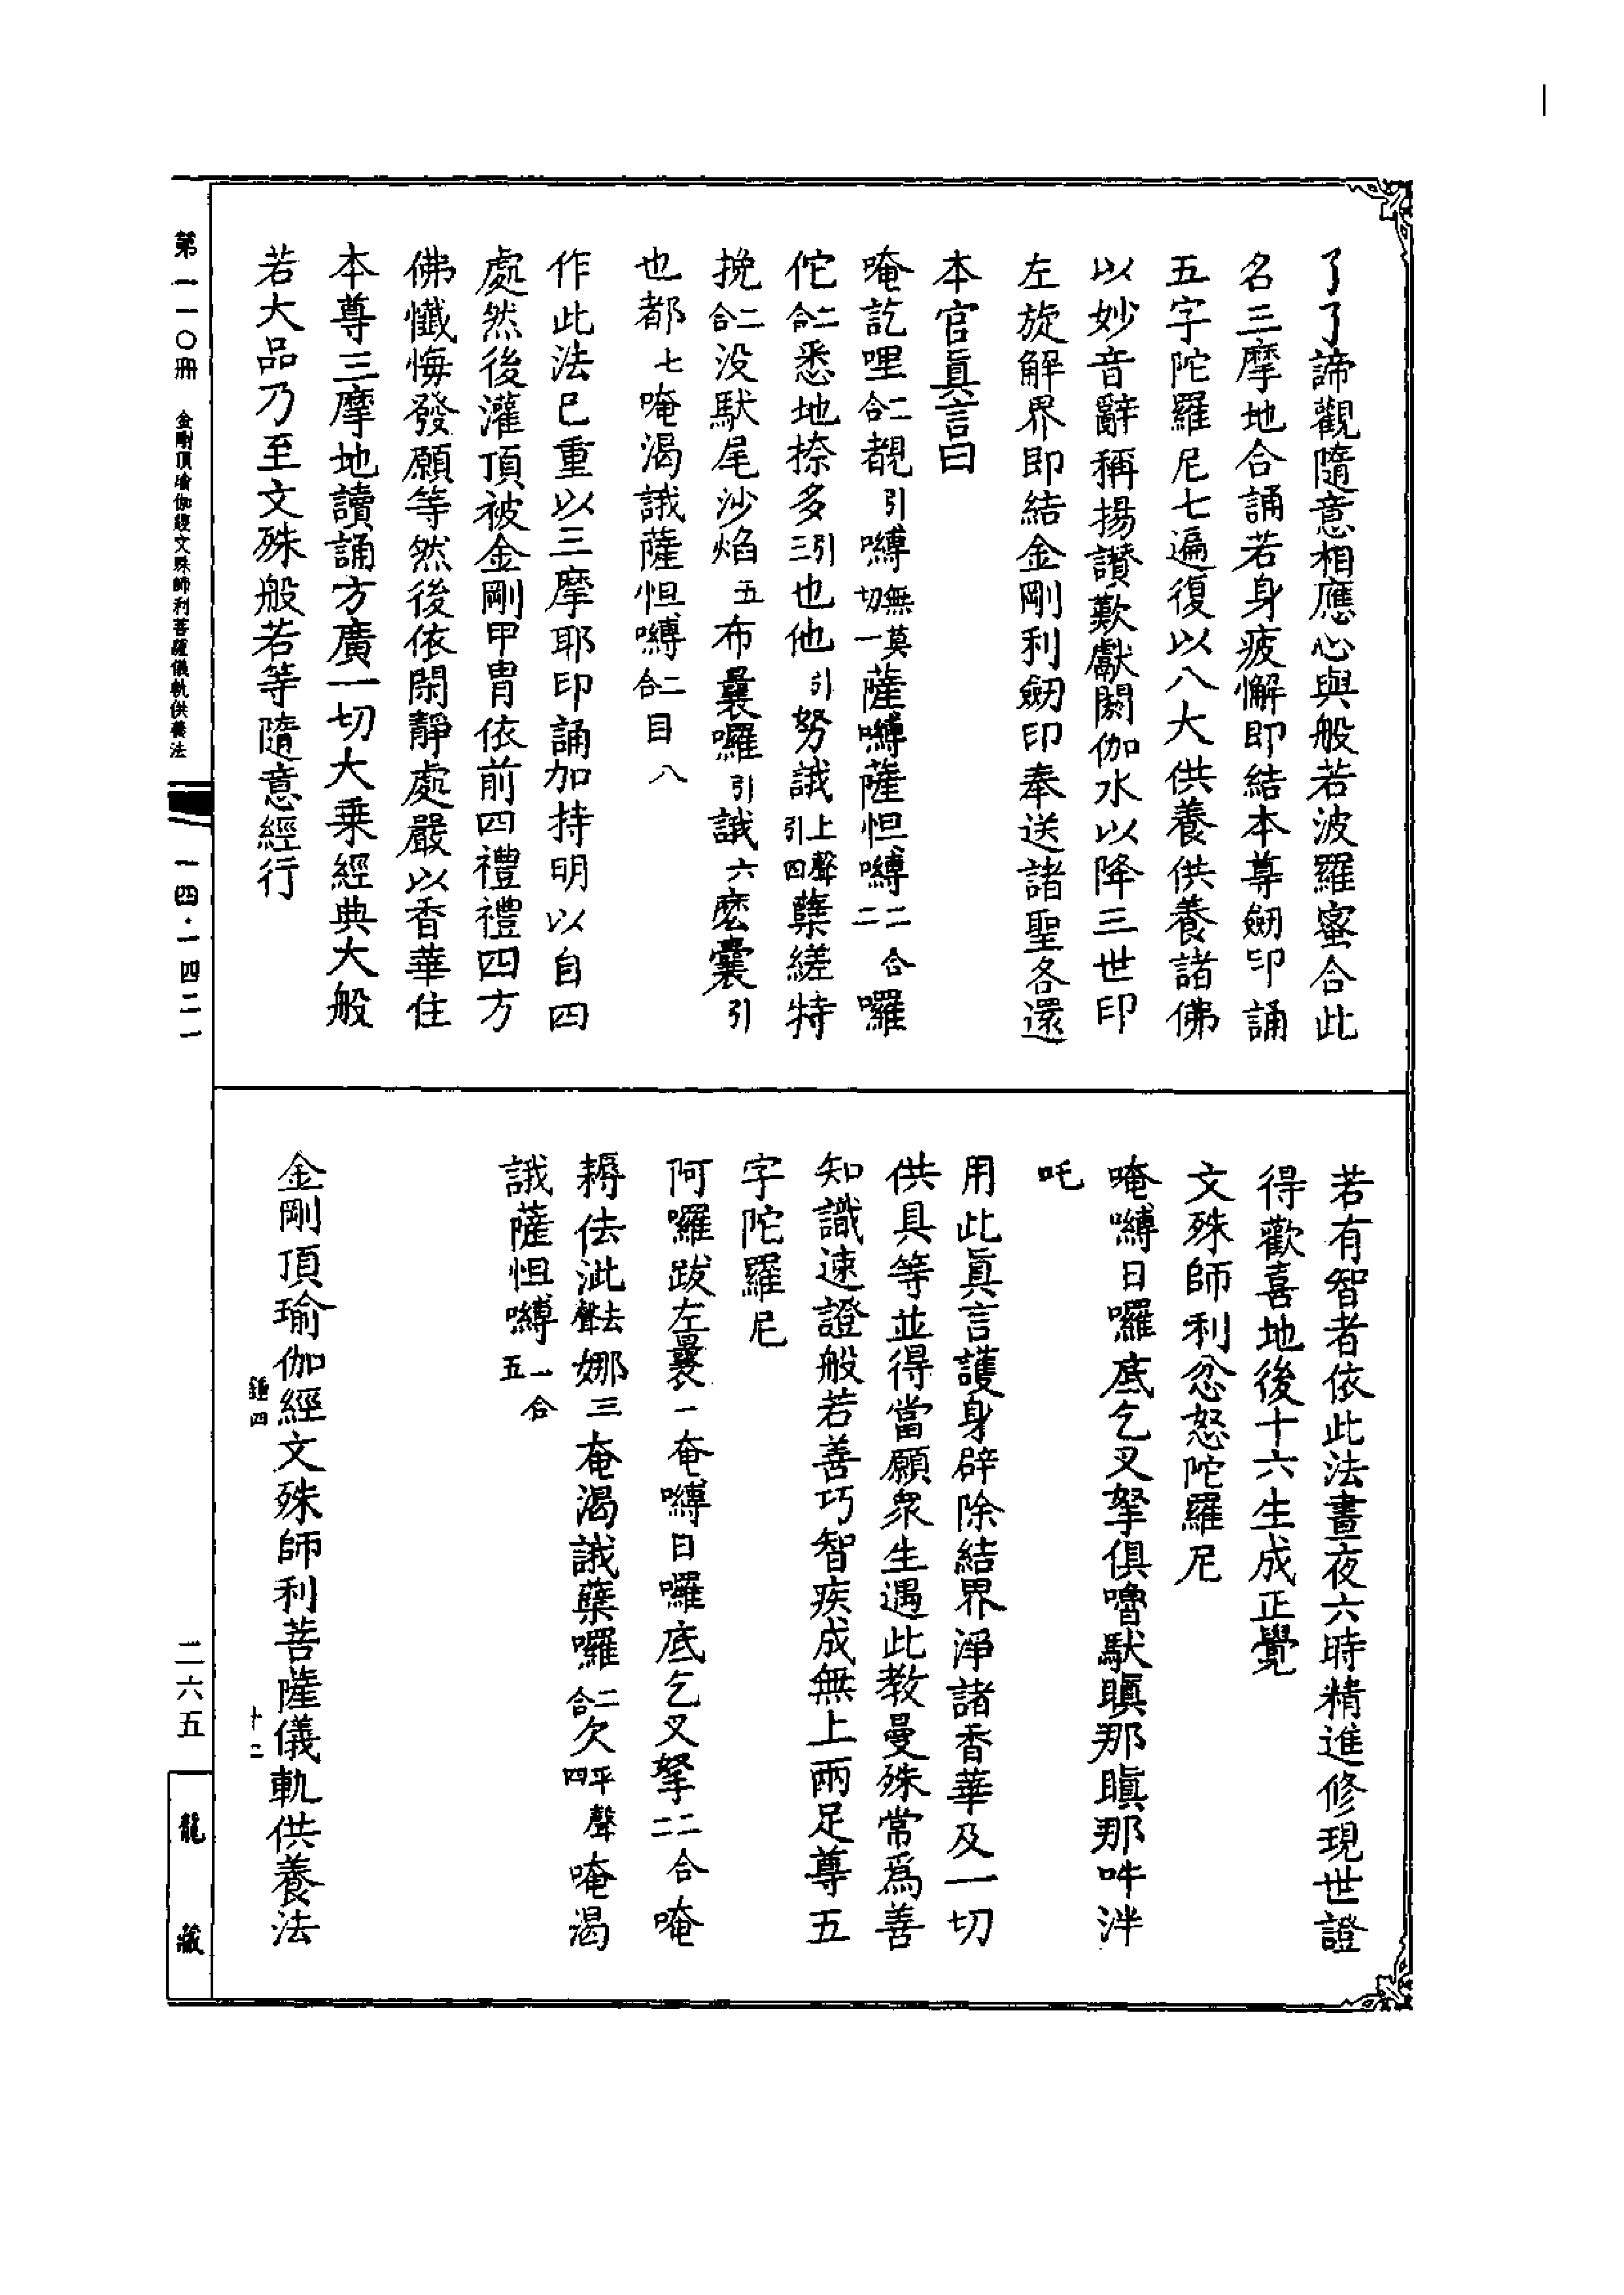 了了諦觀隨意相應心與般若波羅蜜合此
名三摩地合誦若身疲懈即結本尊劒印誦
五字陀羅尼七遍復以八大供養供養諸佛
以妙音辭稱揚讚歎獻閼伽水以降三世印
左旋解界即結金剛利劒印奉送諸聖各還
本官眞言曰
唵訖哩二合覩引嚩無莫切一薩嚩薩怛嚩二合二囉
佗二合悉地捺多引三也他引努誐上聲引四蘖縒特
挽二合没馱尾沙焰五布曩囉引誐六麽囊引
也都七唵渴誐薩怛嚩二合目八
作此法已重以三摩耶印誦加持明以自四
處然後灌頂被金剛甲冑依前四禮禮四方
佛懺悔發願等然後依閑靜處嚴以香華住
本尊三摩地讀誦方廣一切大乗經典大般
若大品乃至文殊般若等隨意經行
若有智者依此法晝夜六時精進修現世證
得歡喜地後十六生成正覺
文殊師利忿怒陀羅尼
唵嚩日囉底乞叉拏俱嚕馱瞋那瞋那吽泮
吒
用此眞言護身辟除結界淨諸香華及一切
供具等並得當願衆生遇此教曼殊常爲善
知識速證般若善巧智疾成無上兩足尊五
字陀羅尼
阿囉跛左曩一奄嚩日囉底乞叉拏二合二唵
耨佉泚去聲娜三奄渴誐蘖囉二合欠平聲四唵渴
誐薩怛嚩一合五
金剛頂瑜伽經文殊師利菩薩儀軌供養法
鍾四 十二
第一一〇冊 金剛頂瑜伽經文殊師利菩薩儀軌供養法 一四·一四二一 二六五 龍藏